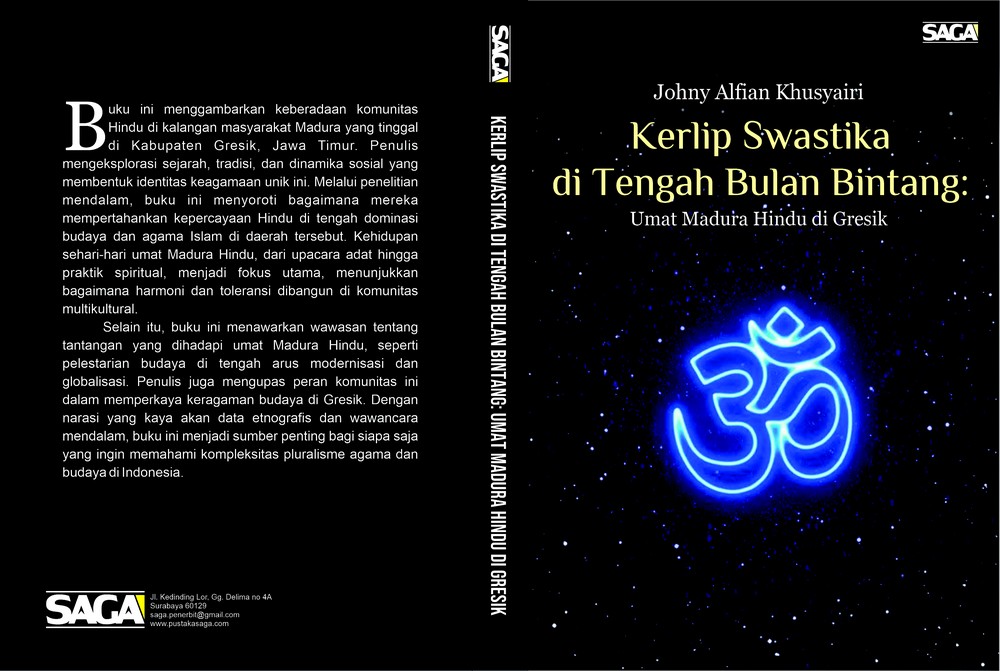 Buku ini menggambarkan keberadaan komunitas
Hindu di kalangan masyarakat Madura yang tinggal
di Kabupaten Gresik, Jawa Timur. Penulis
mengeksplorasi sejarah, tradisi, dan dinamika sosial yang
membentuk identitas keagamaan unik ini. Melalui penelitian
mendalam, buku ini menyoroti bagaimana mereka
mempertahankan kepercayaan Hindu di tengah dominasi
budaya dan agama Islam di daerah tersebut. Kehidupan
sehari-hari umat Madura Hindu, dari upacara adat hingga
praktik spiritual, menjadi fokus utama, menunjukkan
bagaimana harmoni dan toleransi dibangun di komunitas
multikultural.
Selain itu, buku ini menawarkan wawasan tentang
tantangan yang dihadapi umat Madura Hindu, seperti
pelestarian budaya di tengah arus modernisasi dan
globalisasi. Penulis juga mengupas peran komunitas ini
dalam memperkaya keragaman budaya di Gresik. Dengan
narasi yang kaya akan data etnografis dan wawancara
mendalam, buku ini menjadi sumber penting bagi siapa saja
yang ingin memahami kompleksitas pluralisme agama dan
budaya di Indonesia.
SAGA
Jl. Kedinding Lor, Gg. Delima no 4A
Surabaya 60129
saga.penerbit@gmail.com
www.pustakasaga.com
SAGA
KERLIP SWASTIKA DI TENGAH BULAN BINTANG: UMAT MADURA HINDU DI GRESIK
SAGA
Johny Alfian Khusyairi
Kerlip Swastika
di Tengah Bulan Bintang:
Umat Madura Hindu di Gresik
ॐ